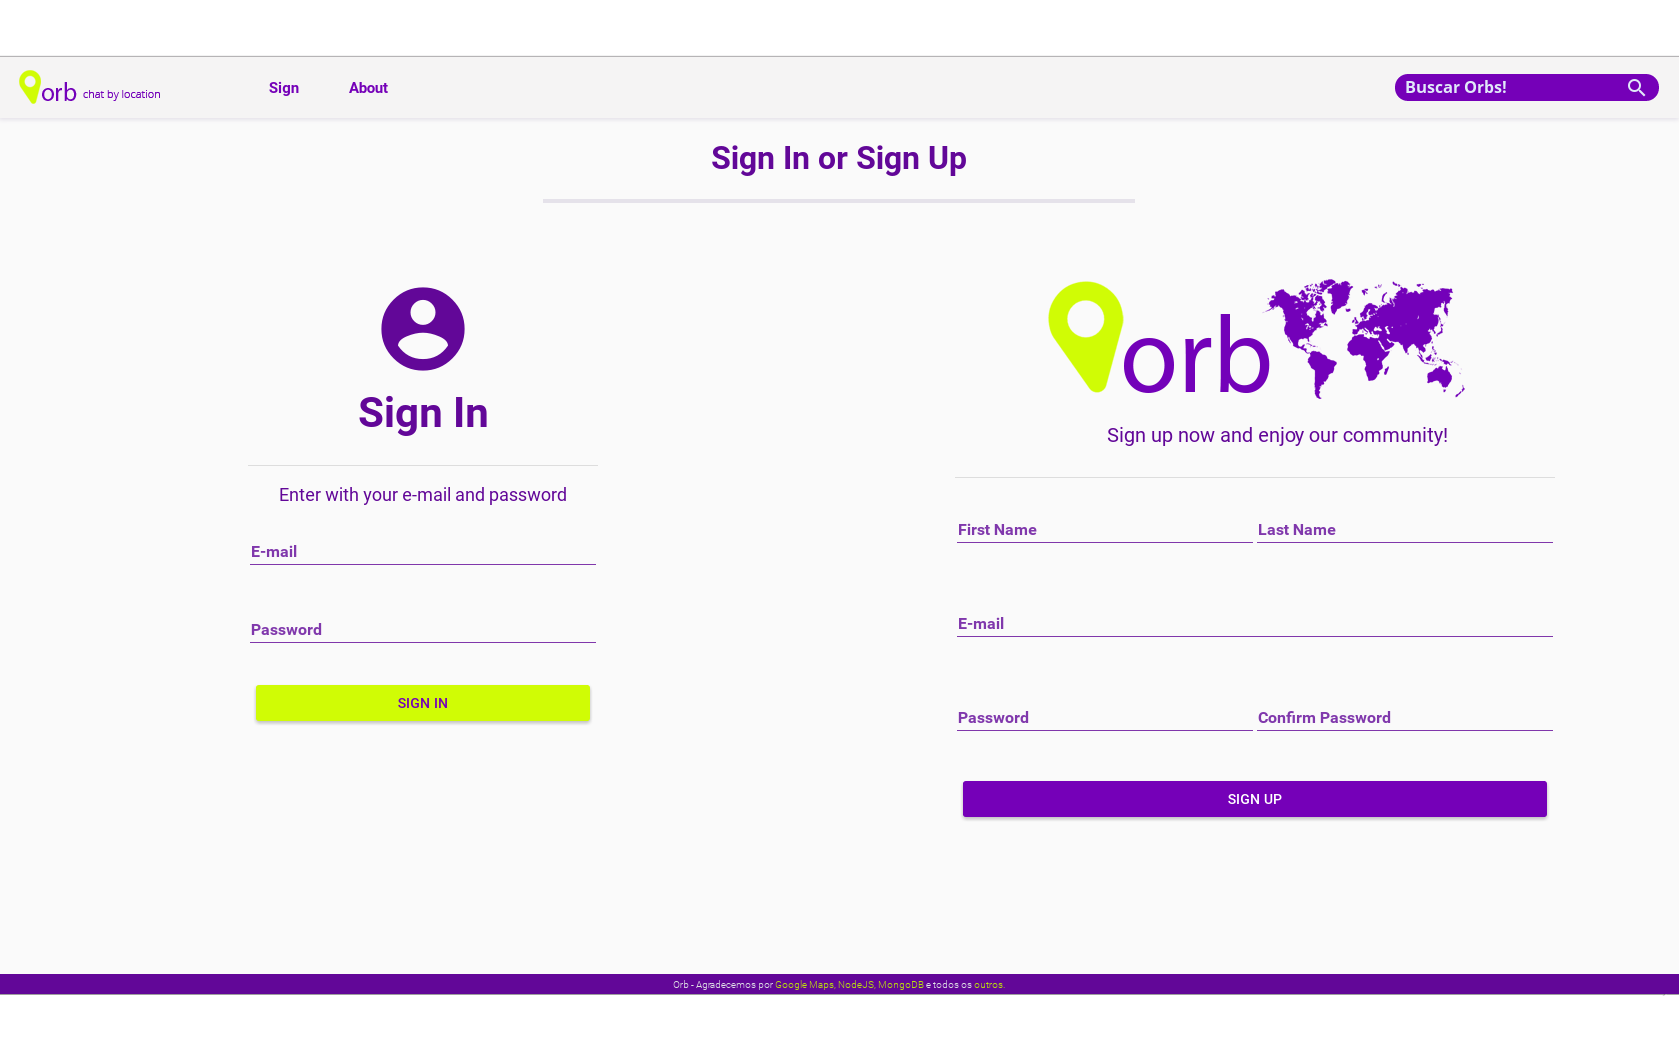 orb chat by location
Sign About
Buscar Orbs!
Sign In or Sign Up
Sign In
Enter with your e-mail and password
E-mail
Password
SIGN IN
orb
Sign up now and enjoy our community!
First Name Last Name
E-mail
Password Confirm Password
SIGN UP
Orb - Agradecemos por Google Maps, NodeJS, MongoDB e todos os outros.